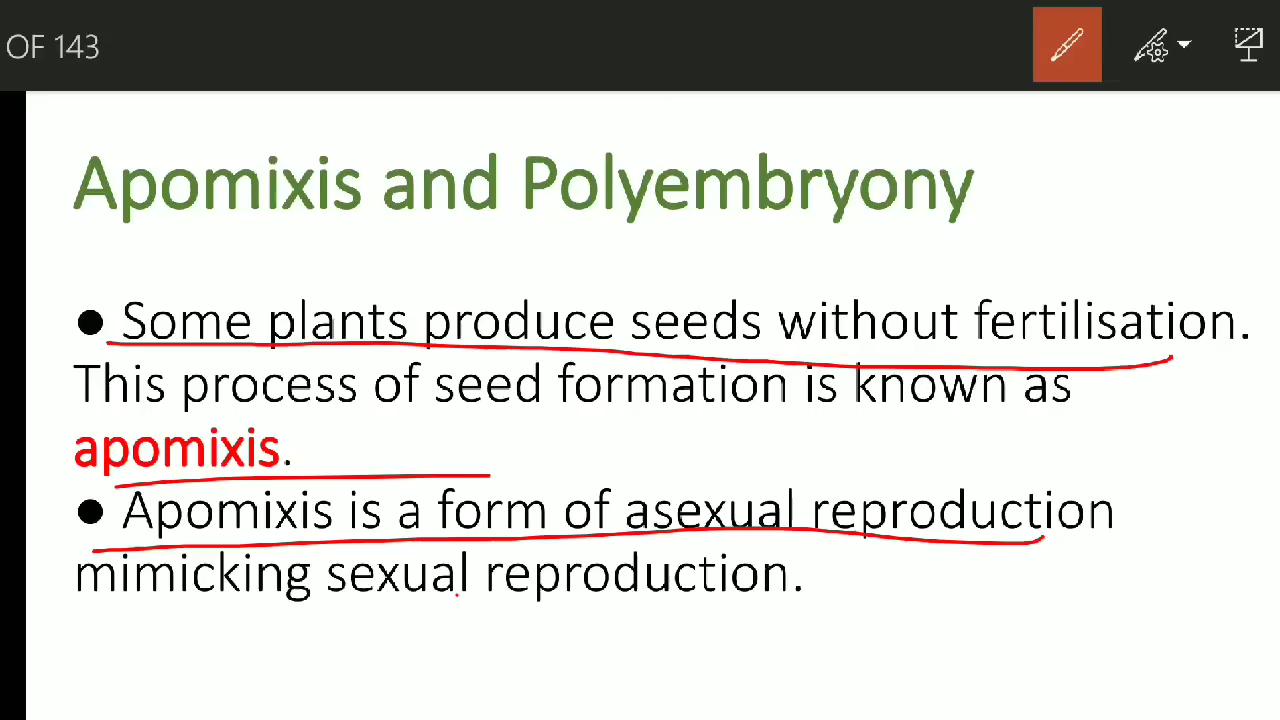 OF 143
Apomixis and Polyembryony
● Some plants produce seeds without fertilisation.
This process of seed formation is known as
apomixis.
● Apomixis is a form of asexual reproduction
mimicking sexual reproduction.